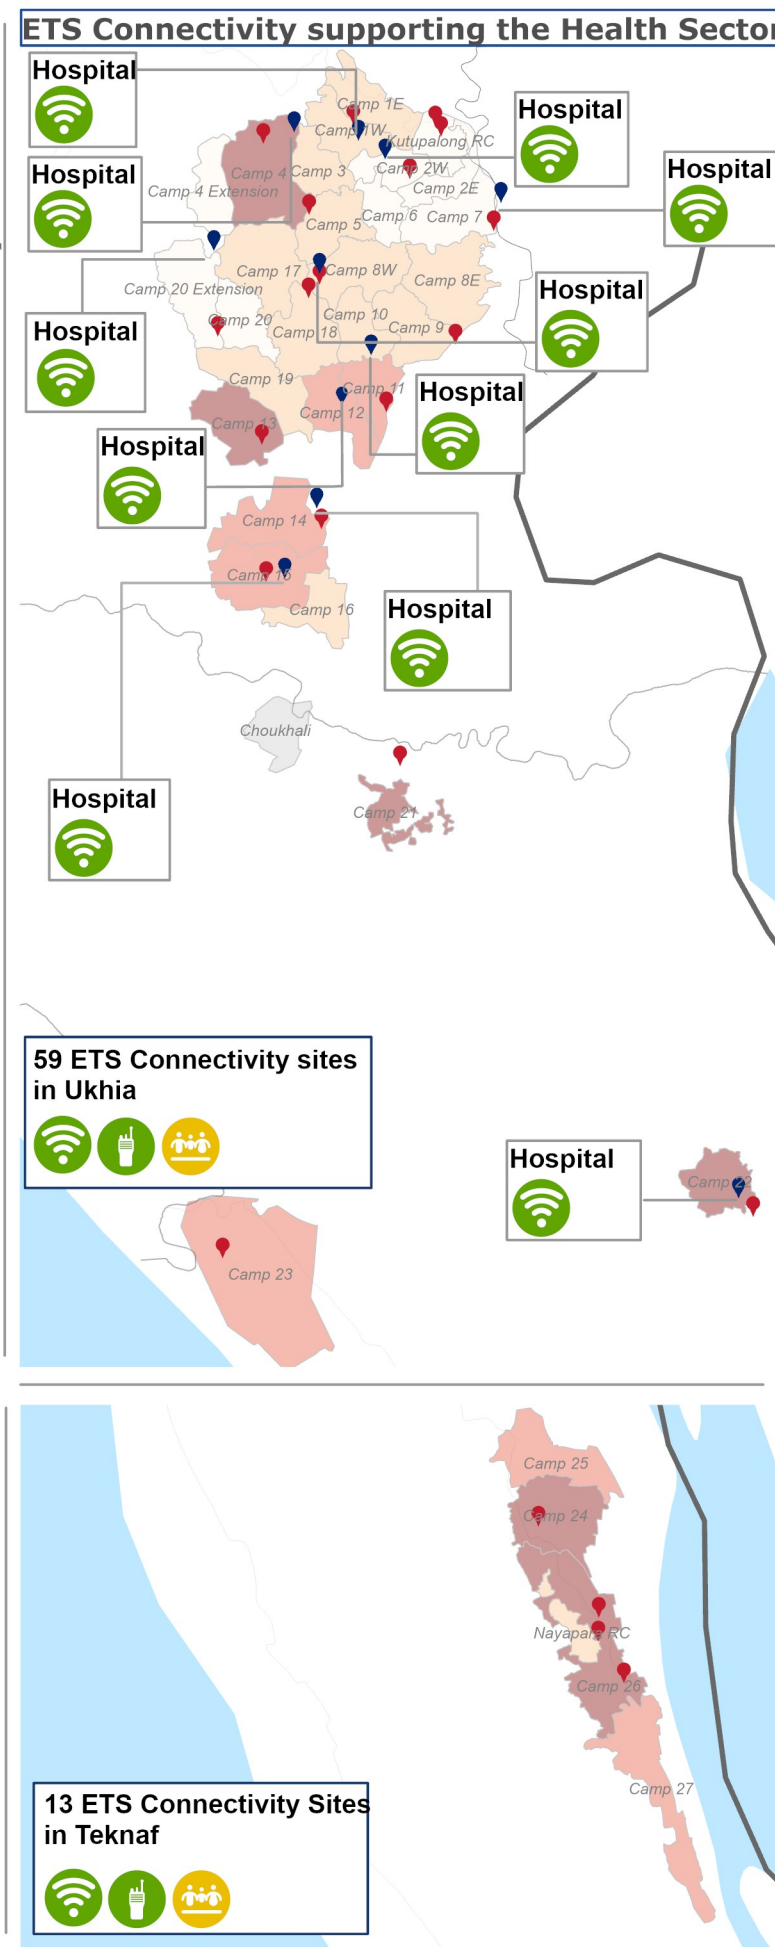 ETS Connectivity supporting the Health Sector
Hospital
Camp 1E
Camp 1W
Hospital
Kutupalong RC
Hospital
Camp 4
Camp 3
Camp 2W
Hospital
Camp 4 Extension
Camp 2E
Camp 5
Camp 6
Camp 7
Camp 17
Camp 8W
Camp 8E
Camp 20 Extension
Hospital
Camp 10
Hospital
Camp 20
Camp 18
Camp 9
Camp 19
Camp 11
Hospital
Camp 12
Camp 13
Hospital
Camp 14
Camp 15
Camp 16
Hospital
Choukhali
Hospital
Camp 21
59 ETS Connectivity sites
in Ukhia
Hospital
Camp 22
Camp 23
Camp 25
Camp 24
Nayapara RC
Camp 26
Camp 27
13 ETS Connectivity Sites
in Teknaf